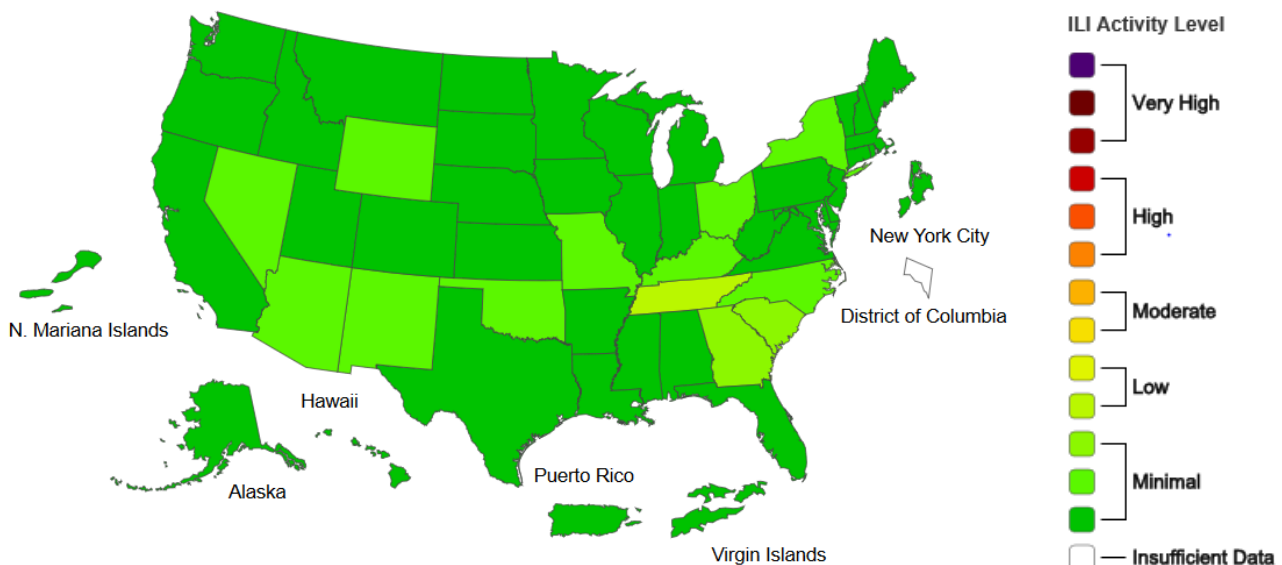 ILI Activity Level
Very High
High
Moderate
Low
Minimal
Insufficient Data
New York City
District of Columbia
N. Mariana Islands
Hawaii
Alaska
Puerto Rico
Virgin Islands